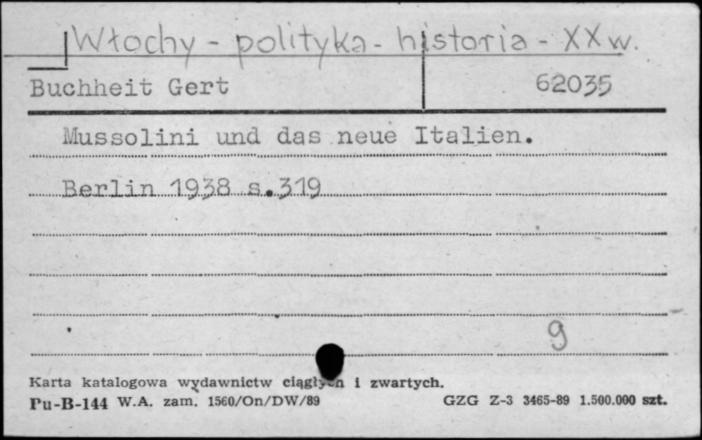 Włochy - polityka - historia - XX w.
Buchheit Gert 62035
Mussolini und das neue Italien.
Berlin 1938 s.319
9
Karta katalogowa wydawnictw ciągłych i zwartych.
Pu-B-144 W.A. zam. 1560/On/DW/89 GZG Z-3 3465-89 1.500.000 szt.